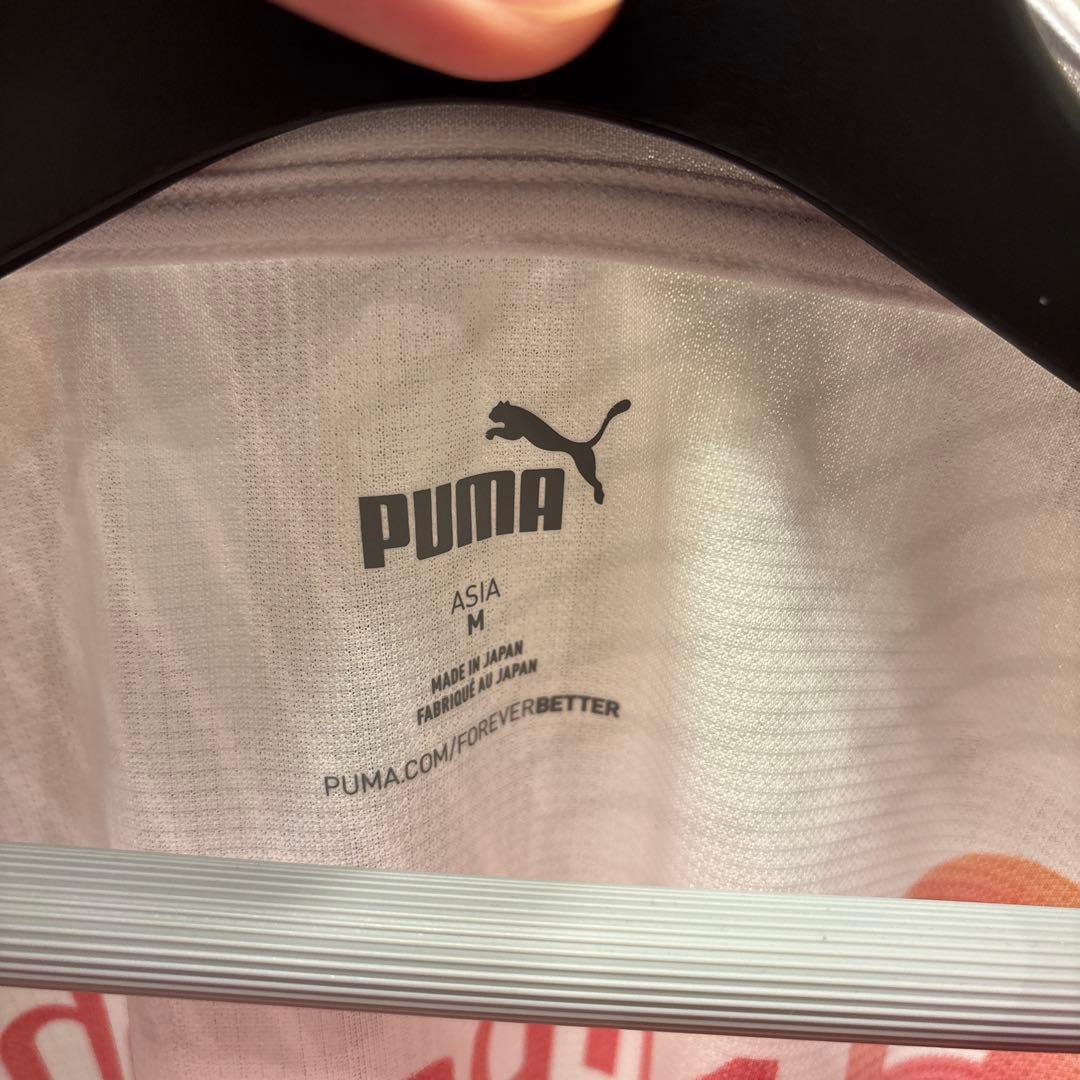 PUMA
ASIA
M
MADE IN JAPAN
FABRIQUÉ AU JAPAN
PUMA.COM/FOREVERBETTER